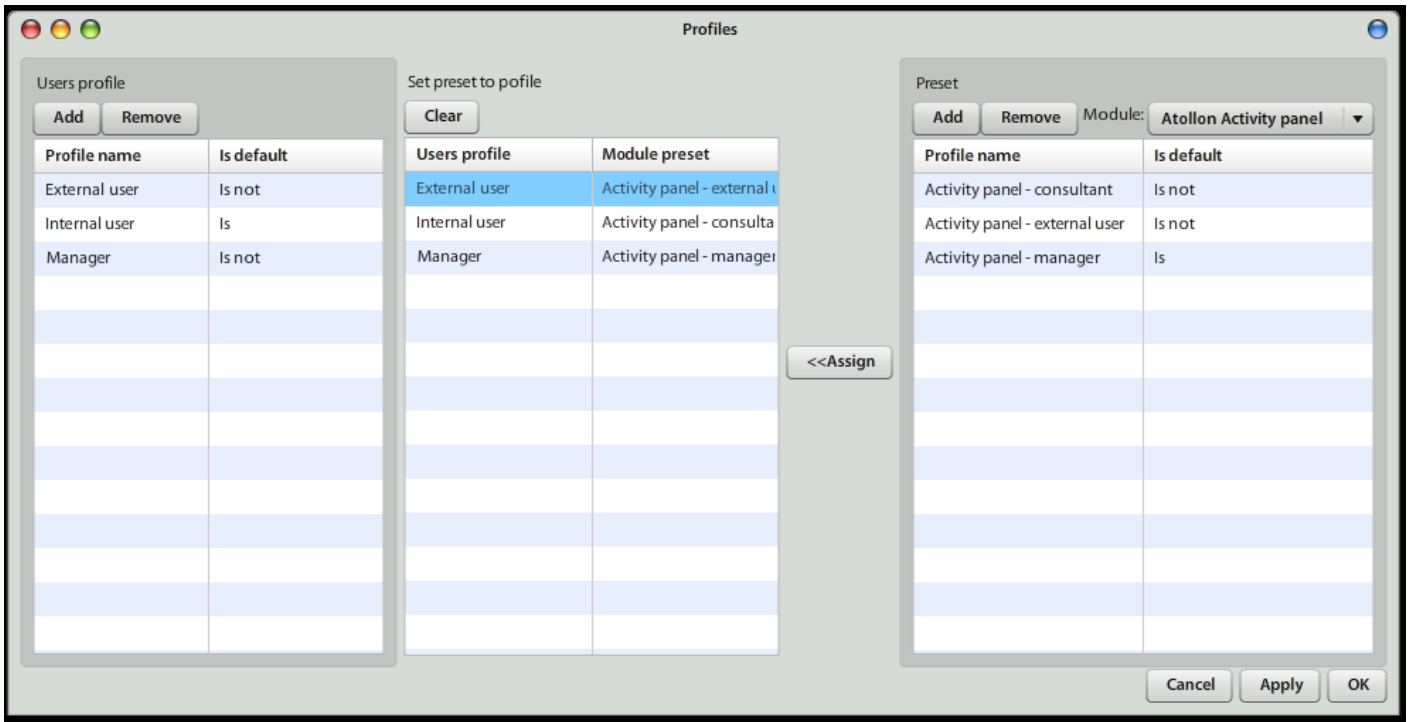 Profiles
Users profile
Add Remove
Profile name Is default
External user Is not
Internal user Is
Manager Is not
Set preset to pofile
Clear
Users profile Module preset
External user Activity panel - external
Internal user Activity panel - consulta
Manager Activity panel - manager
<<Assign
Preset
Add Remove Module: Atollon Activity panel
Profile name Is default
Activity panel - consultant Is not
Activity panel - external user Is not
Activity panel - manager Is
Cancel Apply OK